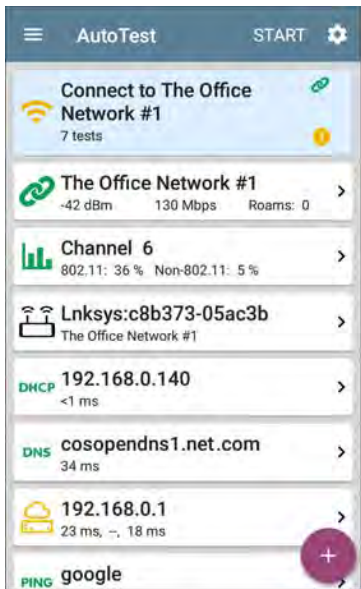 AutoTest START
Connect to The Office
Network #1
7 tests
The Office Network #1
-42 dBm 130 Mbps Roams: 0
Channel 6
802.11: 36 % Non-802.11: 5 %
Lnksys:c8b373-05ac3b
The Office Network #1
DHCP 192.168.0.140
<1 ms
DNS cosopendns1.net.com
34 ms
192.168.0.1
23 ms, --, 18 ms
PING google